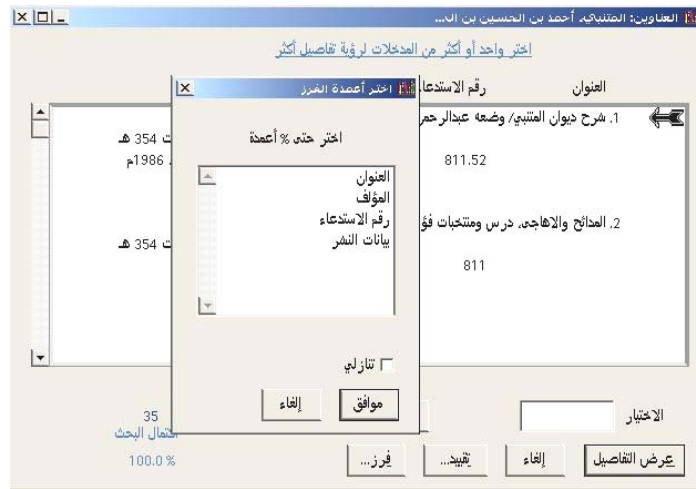 العناوين: المتنبي، أحمد بن الحسين بن ال...
اختر واحد أو أكثر من المدخلات لرؤية تفاصيل أكثر
العنوان
رقم الاستدعا
1. شرح ديوان المتنبي/ وضعه عبدالرحمن
ت 354 هـ
811.52
1986م
2. المدائح والاهاجى، درس ومنتخبات فؤ
ت 354 هـ
811
اختر أعمدة الفرز
اختر حتى % أعمدة
العنوان
المؤلف
رقم الاستدعاء
بيانات النشر
تنازلي
موافق
إلغاء
الاختيار
35
اكتمال البحث
100.0 %
عرض التفاصيل
إلغاء
تقييد...
فرز...